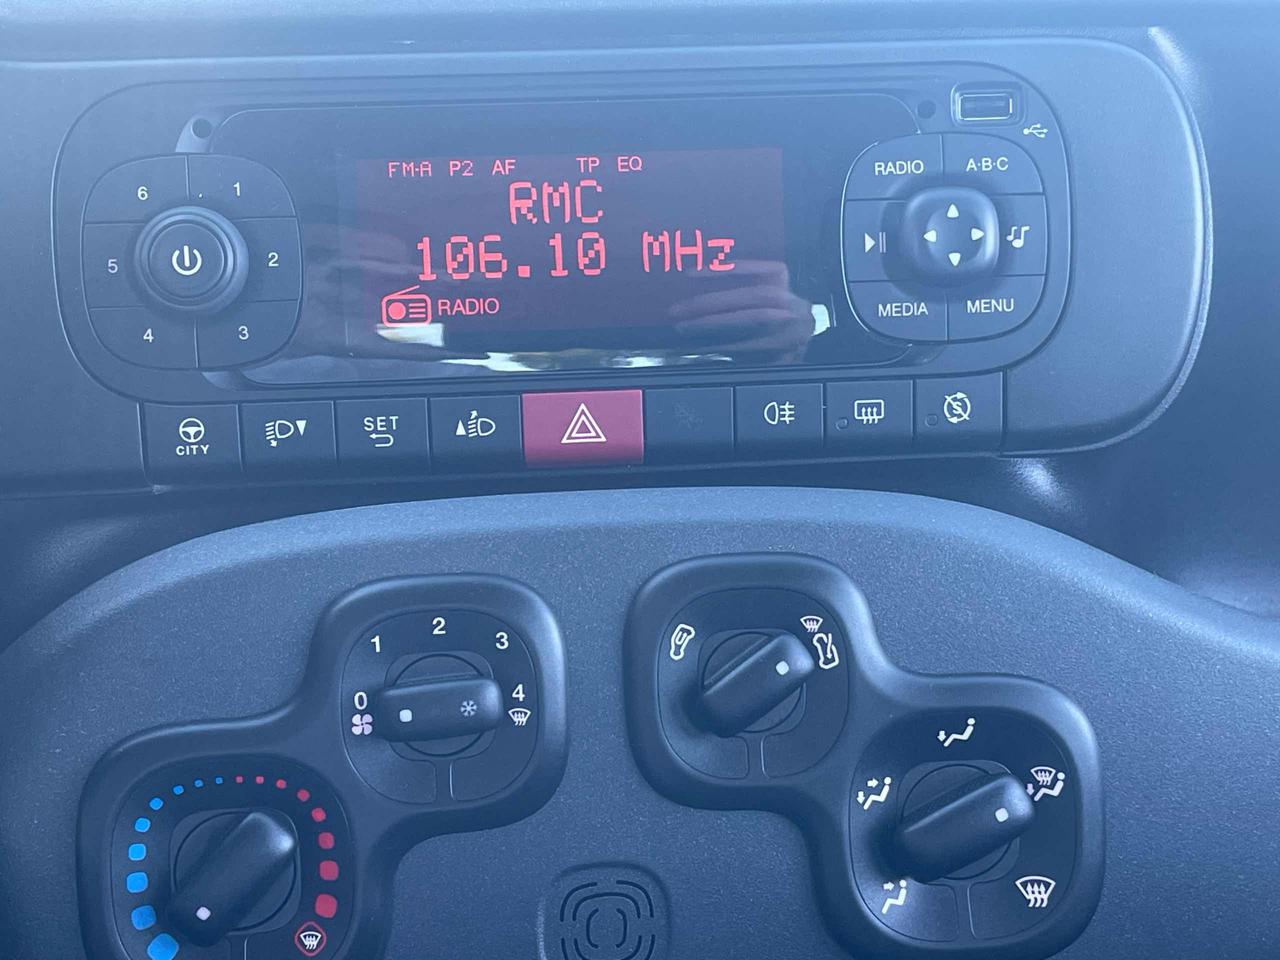 FM-A P2 AF TP EQ
RMC
106.10 MHz
RADIO
6 1
5 2
4 3
RADIO A·B·C
MEDIA MENU
CITY
SET
0 1 2 3 4